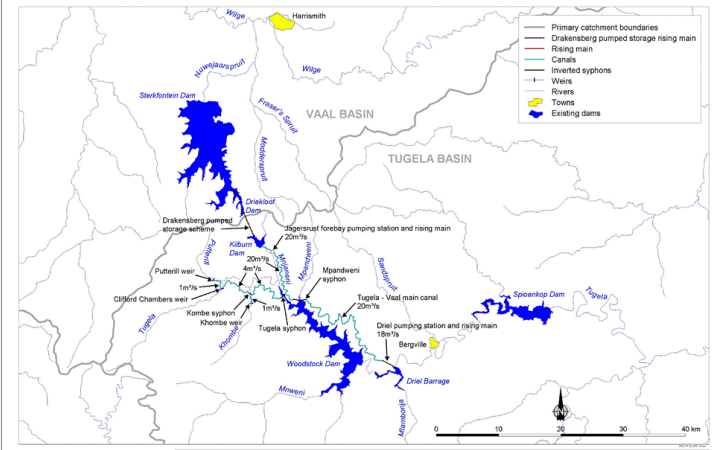 Wilge
Harrismith
Nuwejaarspruit
Wilge
Sterkfontein Dam
Fraser's Spruit
VAAL BASIN
Modderspruit
TUGELA BASIN
Primary catchment boundaries
Drakensberg pumped storage rising main
Rising main
Canals
Inverted syphons
Weirs
Rivers
Towns
Existing dams
Driekloof
Dam
Drakensberg pumped
storage scheme
Jagersrust forebay pumping station and rising main
20m³/s
Kilburn
Dam
Putterill
20m³/s
4m³/s
Mnjaneni
Mpandweni
Sandspruit
Putterill weir
1m³/s
Clifford Chambers weir
Mpandweni
syphon
Tugela - Vaal main canal
20m³/s
Spioenkop Dam
Tugela
Kombe syphon
Khombe weir
1m³/s
Tugela syphon
Tugela
Khombe
Driel pumping station and rising main
18m³/s
Bergville
Woodstock Dam
Driel Barrage
Mnweni
Mlambonja
N
0 10 20 30 40 km